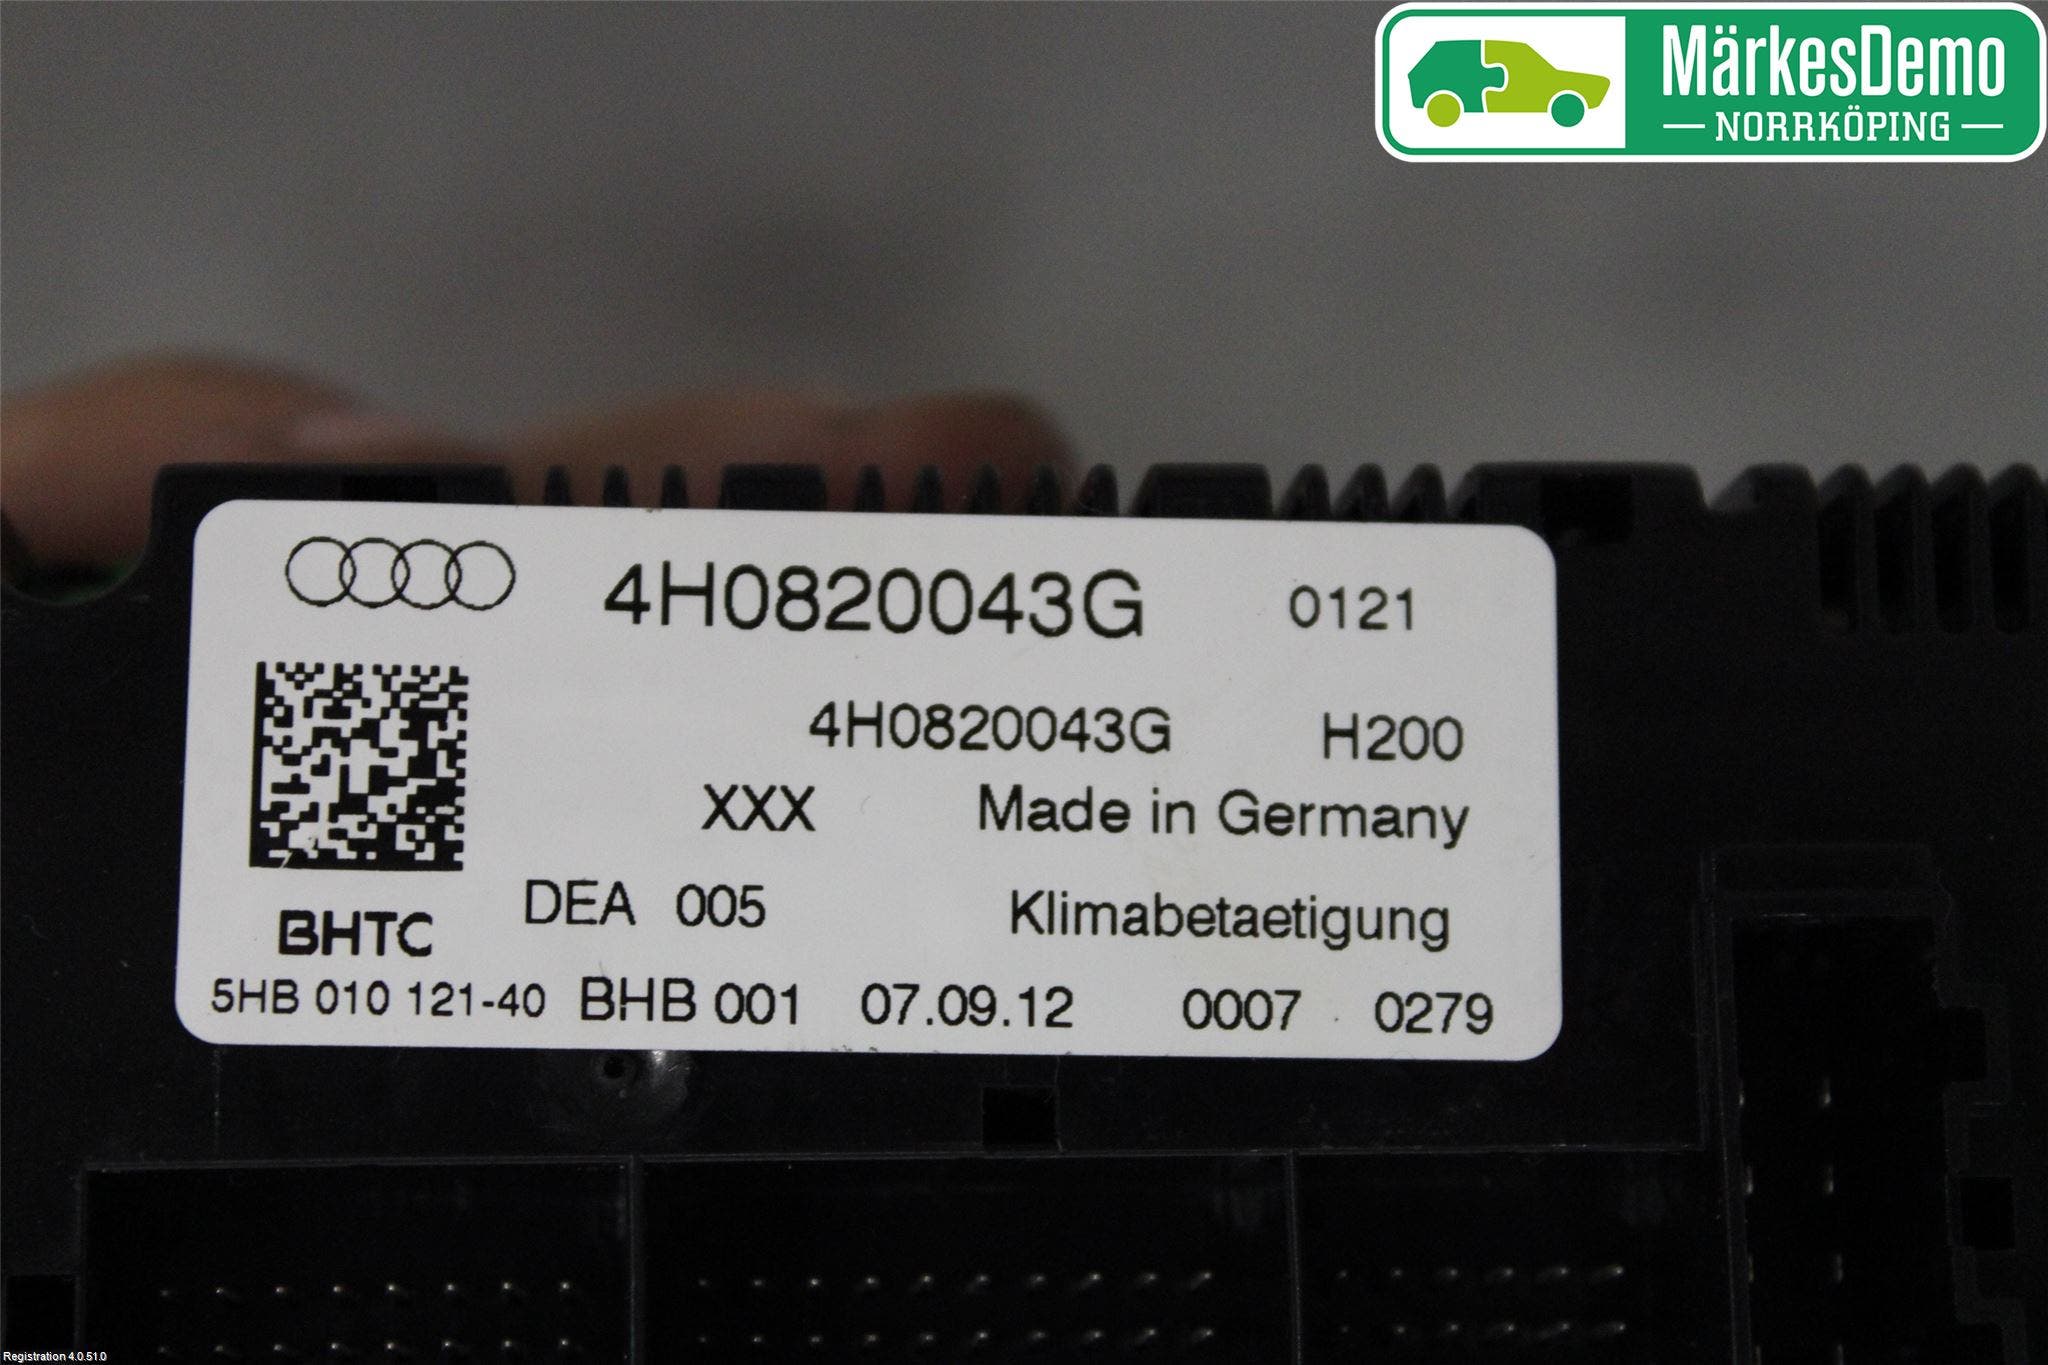 MärkesDemo
NORRKÖPING
4H0820043G 0121
4H0820043G H200
XXX Made in Germany
DEA 005 Klimabetaetigung
BHTC
5HB 010 121-40 BHB 001 07.09.12 0007 0279
Registration 4.0.51.0